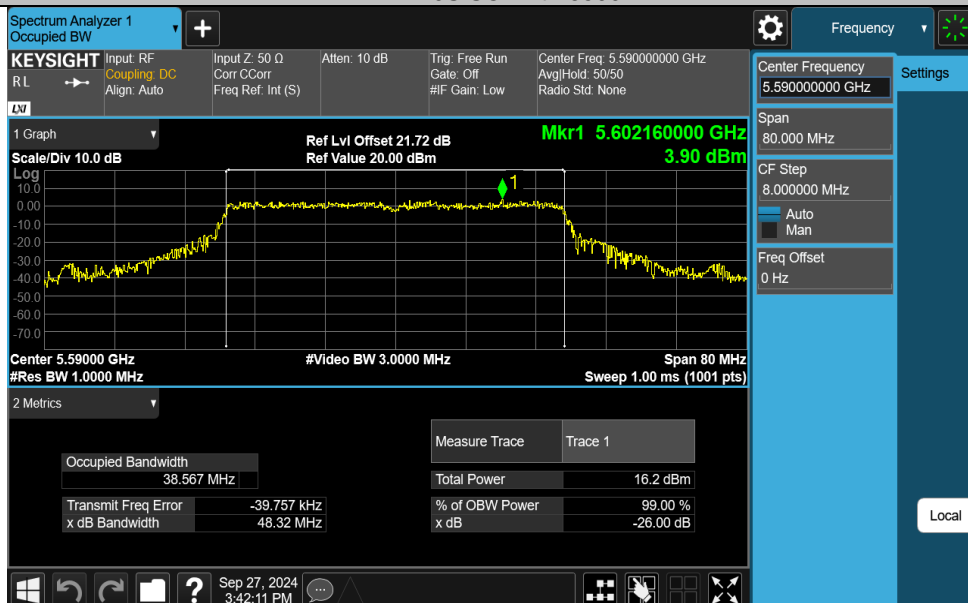 Spectrum Analyzer 1
Occupied BW
Frequency
KEYSIGHT
R L
LXI
Input: RF
Coupling: DC
Align: Auto
Input Z: 50 Ω
Corr CCorr
Freq Ref: Int (S)
Atten: 10 dB
Trig: Free Run
Gate: Off
#IF Gain: Low
Center Freq: 5.590000000 GHz
Avg|Hold: 50/50
Radio Std: None
Center Frequency
5.590000000 GHz
Settings
Span
80.000 MHz
CF Step
8.000000 MHz
Auto
Man
Freq Offset
0 Hz
1 Graph
Scale/Div 10.0 dB
Ref Lvl Offset 21.72 dB
Ref Value 20.00 dBm
Mkr1 5.602160000 GHz
3.90 dBm
Log
10.0
0.00
-10.0
-20.0
-30.0
-40.0
-50.0
-60.0
-70.0
1
Center 5.59000 GHz
#Video BW 3.0000 MHz
Span 80 MHz
#Res BW 1.0000 MHz
Sweep 1.00 ms (1001 pts)
2 Metrics
Occupied Bandwidth
38.567 MHz
Transmit Freq Error -39.757 kHz
x dB Bandwidth 48.32 MHz
Measure Trace Trace 1
Total Power 16.2 dBm
% of OBW Power 99.00 %
x dB -26.00 dB
Local
?
Sep 27, 2024
3:42:11 PM